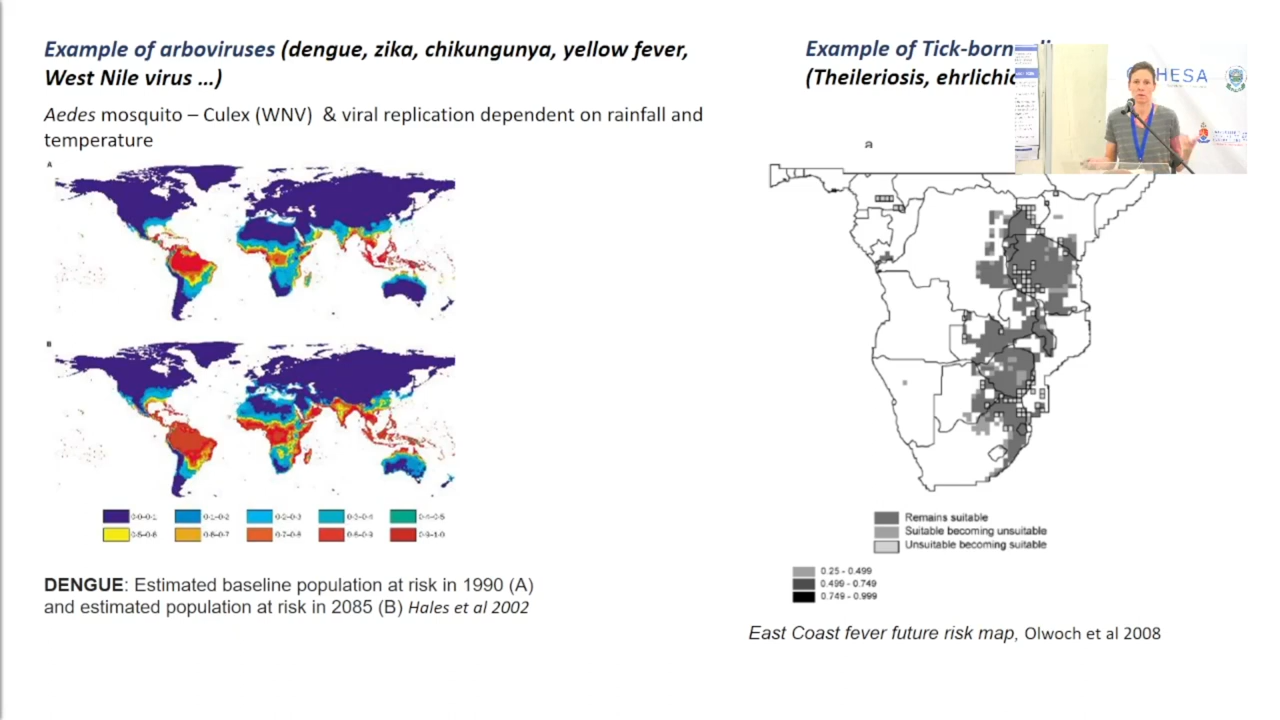 Example of arboviruses (dengue, zika, chikungunya, yellow fever,
West Nile virus …)
Aedes mosquito – Culex (WNV) & viral replication dependent on rainfall and
temperature
A
B
DENGUE: Estimated baseline population at risk in 1990 (A)
and estimated population at risk in 2085 (B) Hales et al 2002
Example of Tick-born
(Theileriosis,
HESA
a
Remains suitable
Suitable becoming unsuitable
Unsuitable becoming suitable
0.25 - 0.499
0.499 - 0.749
0.749 - 0.999
East Coast fever future risk map, Olwoch et al 2008